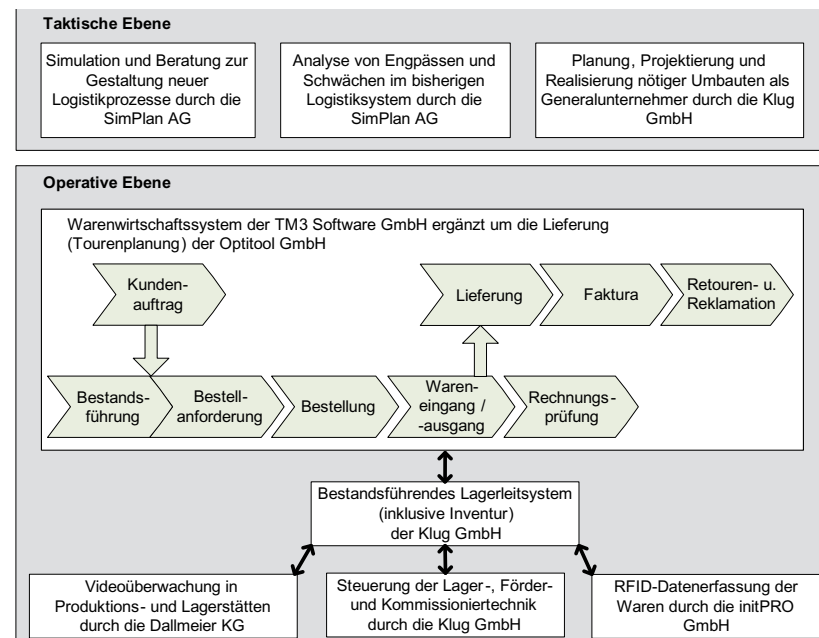 Taktische Ebene
Simulation und Beratung zur
Gestaltung neuer
Logistikprozesse durch die
SimPlan AG
Analyse von Engpässen und
Schwächen im bisherigen
Logistiksystem durch die
SimPlan AG
Planung, Projektierung und
Realisierung nötiger Umbauten als
Generalunternehmer durch die Klug
GmbH
Operative Ebene
Warenwirtschaftssystem der TM3 Software GmbH ergänzt um die Lieferung
(Tourenplanung) der Optitool GmbH
Kunden-
auftrag
Lieferung
Faktura
Retouren- u.
Reklamation
Bestands-
führung
Bestell-
anforderung
Bestellung
Waren-
eingang /
-ausgang
Rechnungs-
prüfung
Bestandsführendes Lagerleitsystem
(inklusive Inventur)
der Klug GmbH
Videoüberwachung in
Produktions- und Lagerstätten
durch die Dallmeier KG
Steuerung der Lager-, Förder-
und Kommissioniertechnik
durch die Klug GmbH
RFID-Datenerfassung der
Waren durch die initPRO
GmbH